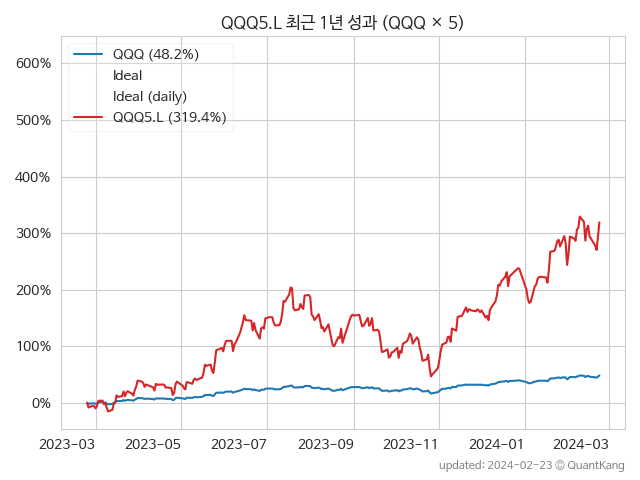 QQQ5.L 최근 1년 성과 (QQQ × 5)
QQQ (48.2%)
Ideal
Ideal (daily)
QQQ5.L (319.4%)
600%
500%
400%
300%
200%
100%
0%
2023-03 2023-05 2023-07 2023-09 2023-11 2024-01 2024-03
updated: 2024-02-23 © QuantKang